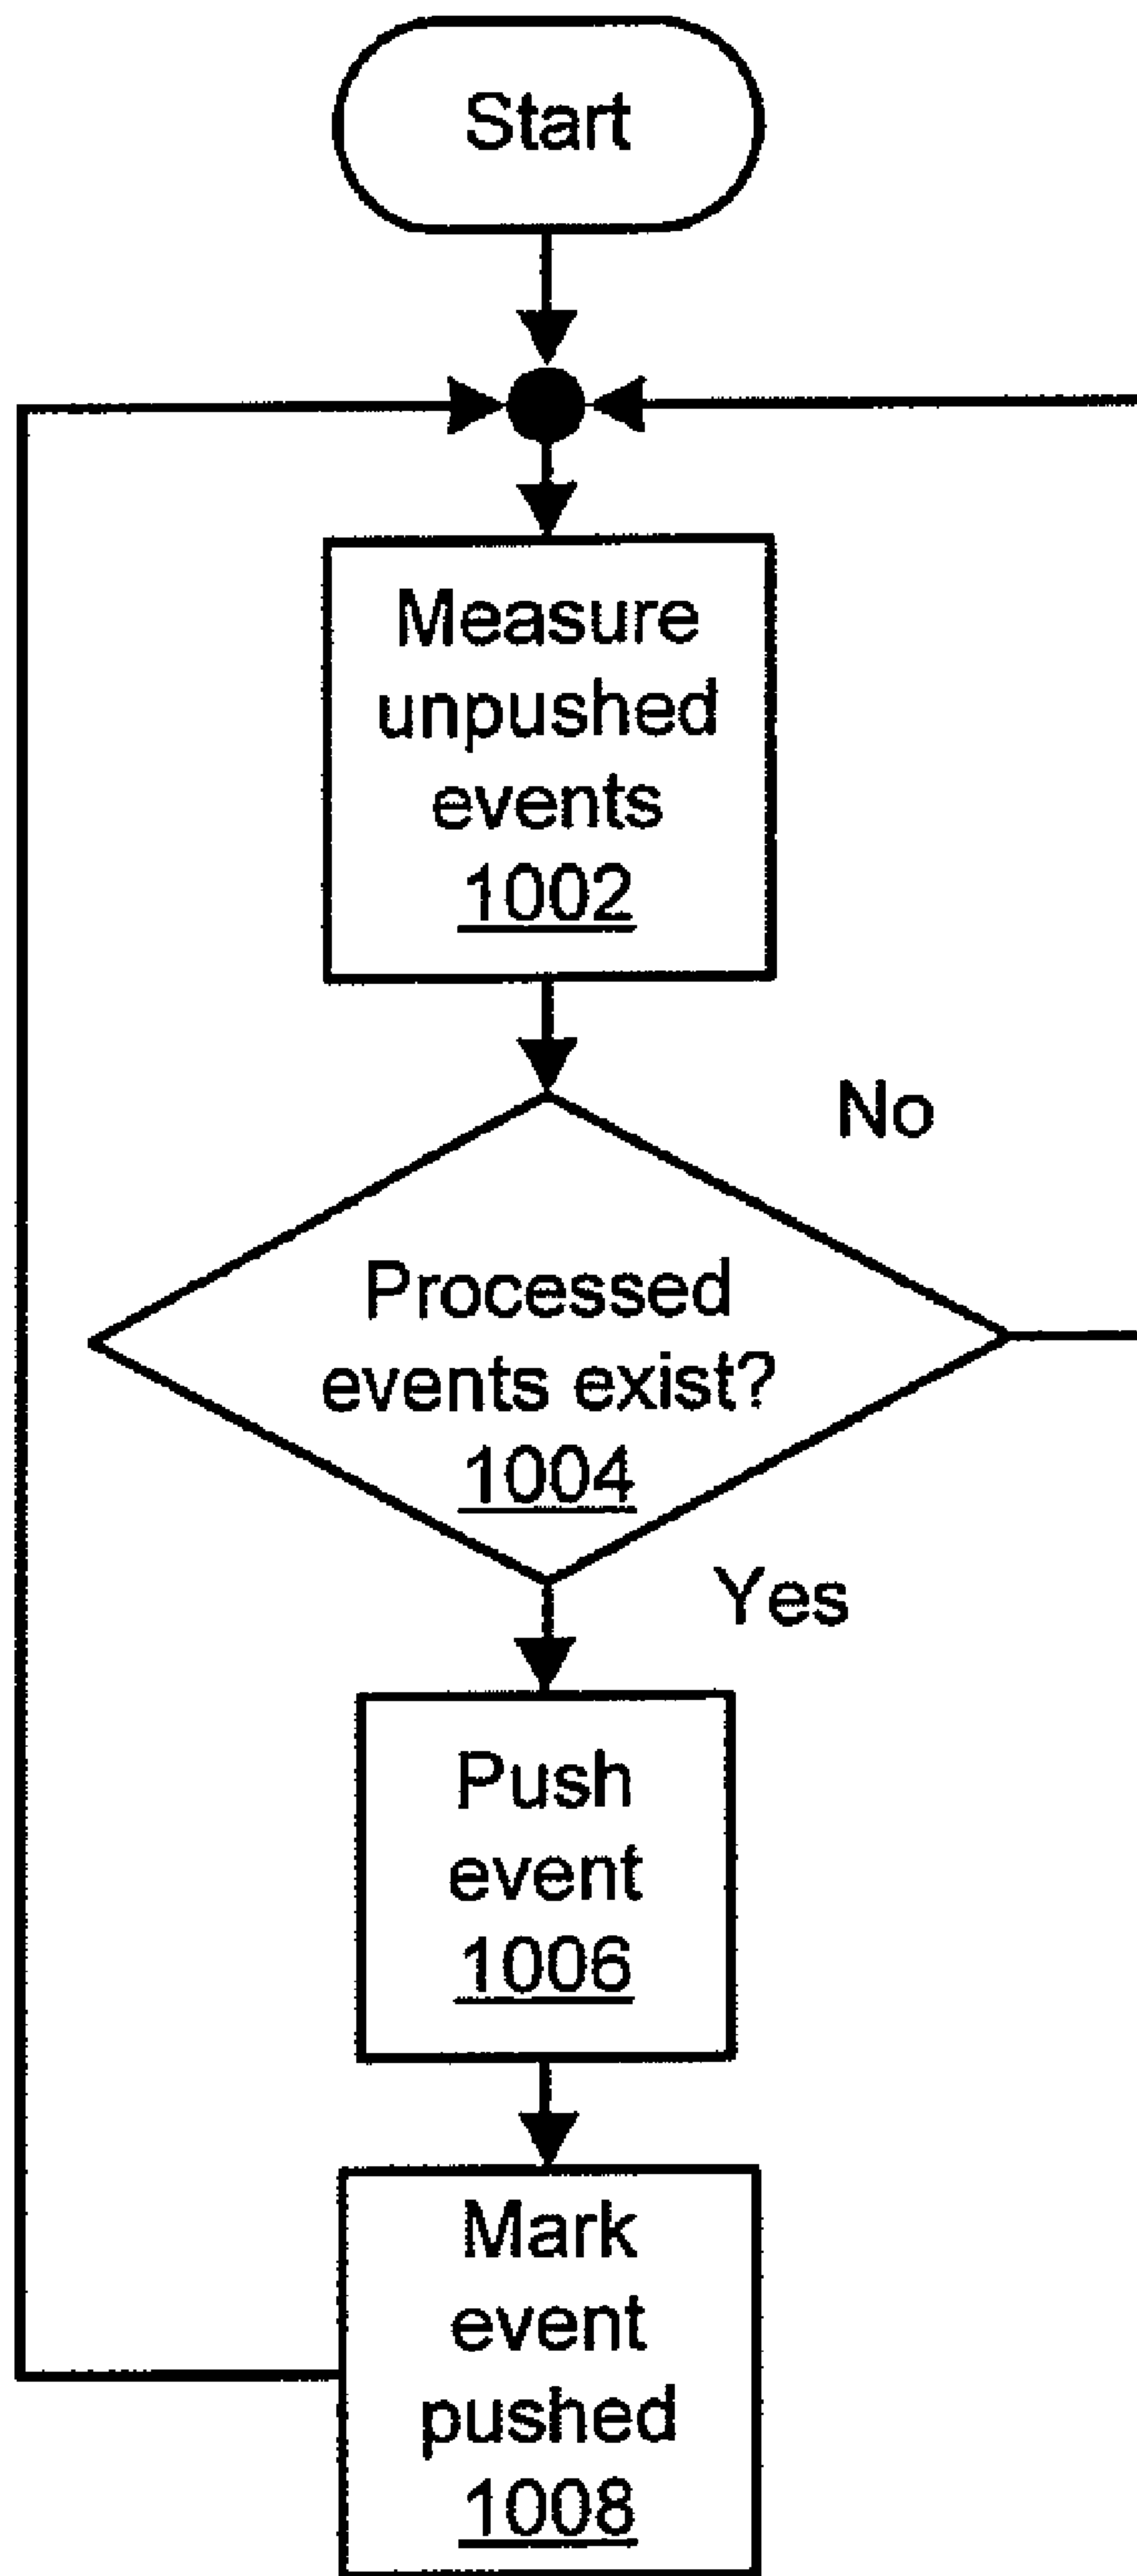 Start
Measure
unpushed
events
1002
No
Processed
events exist?
1004
Yes
Push
event
1006
Mark
event
pushed
1008